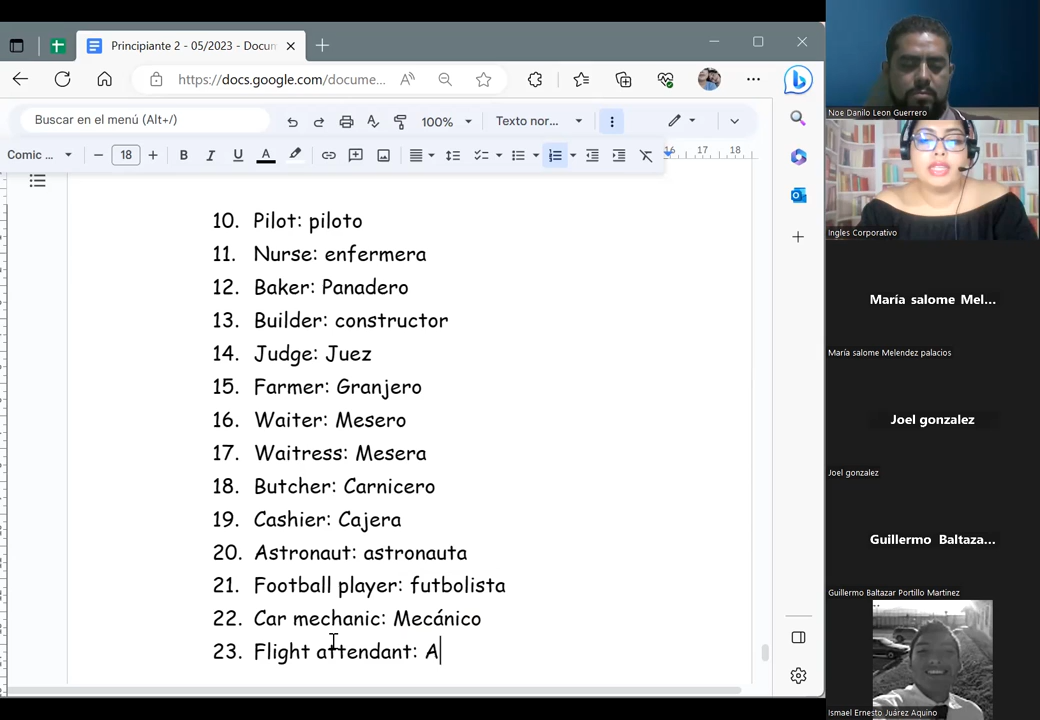 Principiante 2 - 05/2023 - Docum
https://docs.google.com/docume...
Buscar en el menú (Alt+/)
100%
Texto nor...
Comic ...
18
16 17 18
10. Pilot: piloto
11. Nurse: enfermera
12. Baker: Panadero
13. Builder: constructor
14. Judge: Juez
15. Farmer: Granjero
16. Waiter: Mesero
17. Waitress: Mesera
18. Butcher: Carnicero
19. Cashier: Cajera
20. Astronaut: astronauta
21. Football player: futbolista
22. Car mechanic: Mecánico
23. Flight attendant: A
Noe Danilo Leon Guerrero
Ingles Corporativo
María salome Mel...
María salome Melendez palacios
Joel gonzalez
Joel gonzalez
Guillermo Baltaza...
Guillermo Baltazar Portillo Martinez
Ismael Ernesto Juárez Aquino